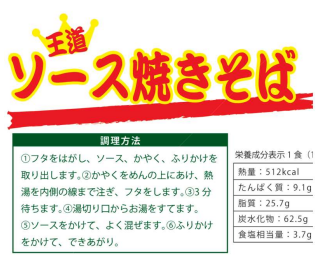 王道
ソース焼きそば
調理方法
①フタをはがし、ソース、かやく、ふりかけを
取り出します。②かやくをめんの上にあけ、熱
湯を内側の線まで注ぎ、フタをします。③3分
待ちます。④湯切り口からお湯をすてます。
⑤ソースをかけて、よく混ぜます。⑥ふりかけ
をかけて、できあがり。
栄養成分表示1食（1
熱量：512kcal
たんぱく質：9.1g
脂質：25.7g
炭水化物：62.5g
食塩相当量：3.7g